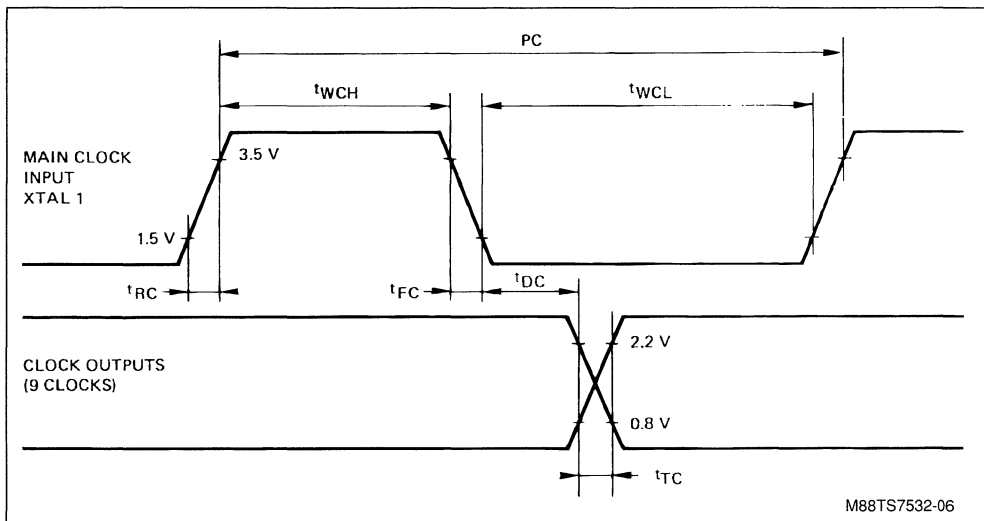 PC
tWCH
tWCL
MAIN CLOCK
INPUT
XTAL 1
3.5 V
1.5 V
tRC
tFC
tDC
CLOCK OUTPUTS
(9 CLOCKS)
2.2 V
0.8 V
tTC
M88TS7532-06